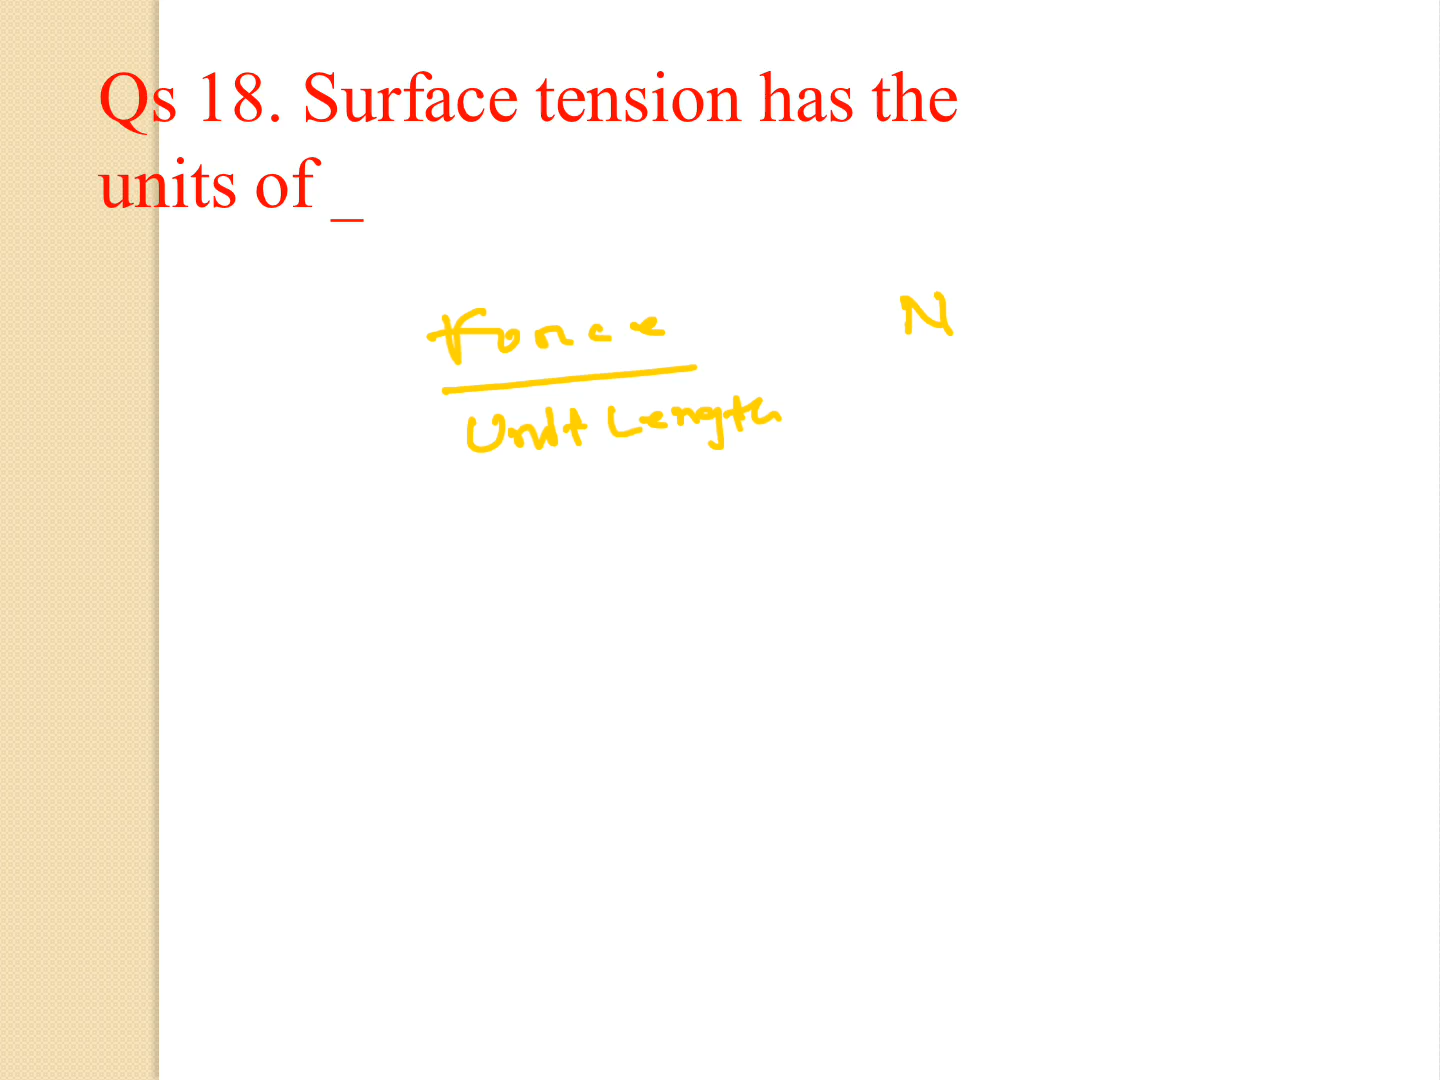 Qs 18. Surface tension has the
units of _
Force N
Unit Length